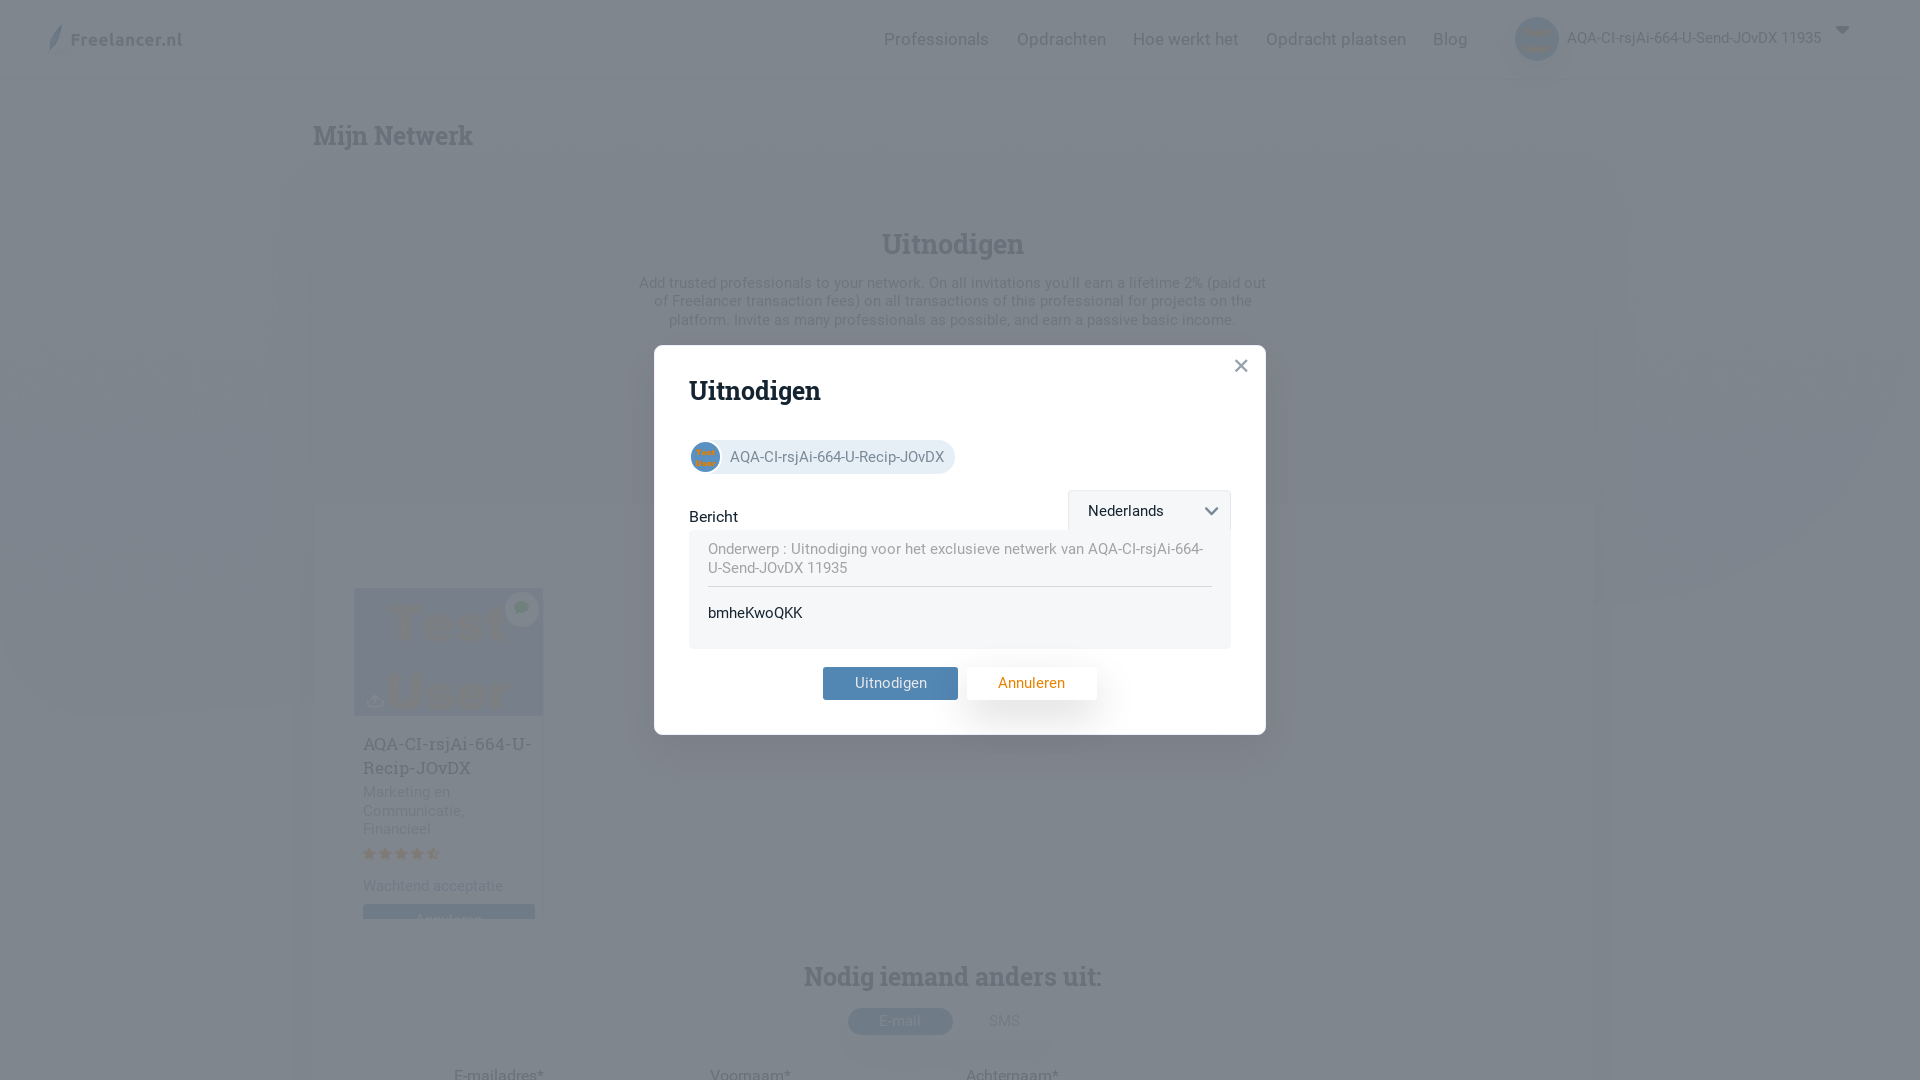 Freelancer.nl
Professionals
Opdrachten
Hoe werkt het
Opdracht plaatsen
Blog
AQA-CI-rsjAi-664-U-Send-JOvDX 11935
Mijn Netwerk
Uitnodigen
Add trusted professionals to your network. On all invitations you'll earn a lifetime 2% (paid out
of Freelancer transaction fees) on all transactions of this professional for projects on the
platform. Invite as many professionals as possible, and earn a passive basic income.
Uitnodigen
Test
User
AQA-CI-rsjAi-664-U-Recip-JOvDX
Bericht
Nederlands
Onderwerp : Uitnodiging voor het exclusieve netwerk van AQA-CI-rsjAi-664-
U-Send-JOvDX 11935
bmheKwoQKK
Uitnodigen
Annuleren
Test
User
AQA-CI-rsjAi-664-U-
Recip-JOvDX
Marketing en
Communicatie,
Financieel
Wachtend acceptatie
Nodig iemand anders uit:
E-mail
SMS
E-mailadres*
Voornaam*
Achternaam*